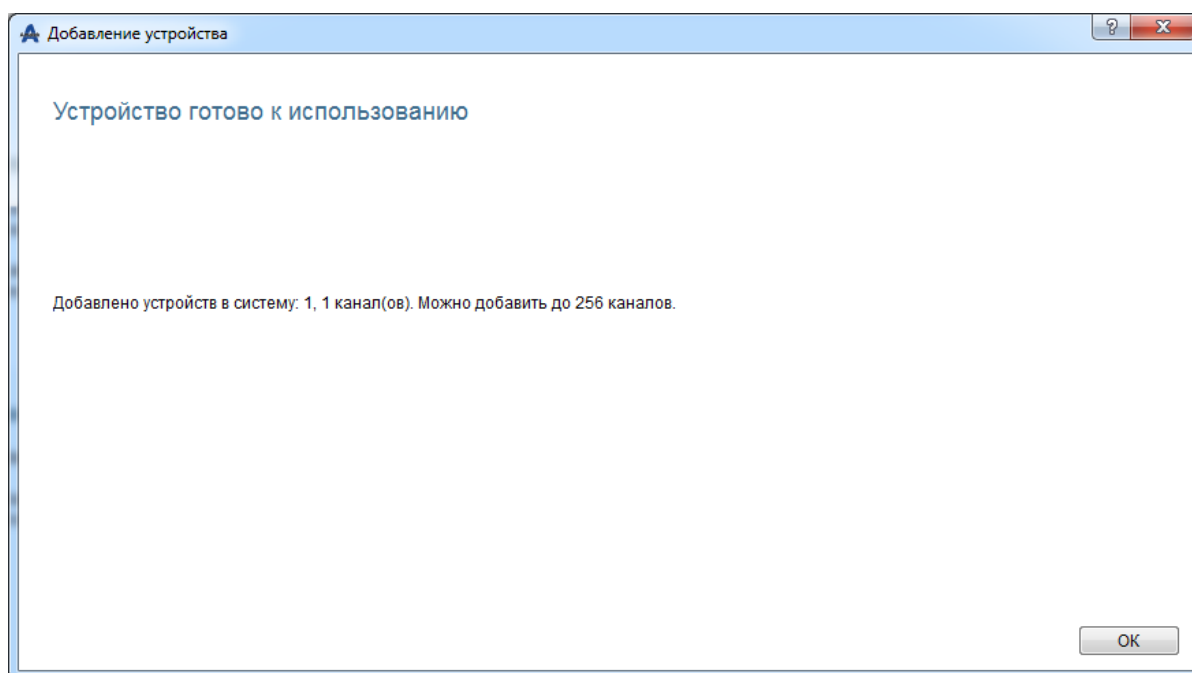 Добавление устройства
Устройство готово к использованию
Добавлено устройств в систему: 1, 1 канал(ов). Можно добавить до 256 каналов.
OK